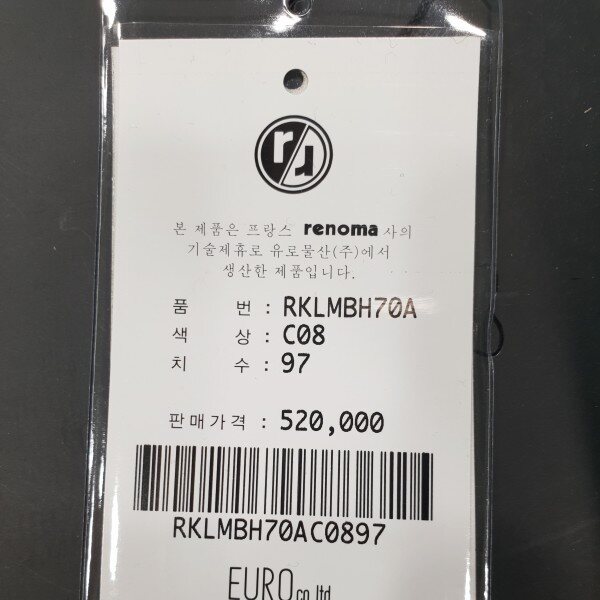 본 제품은 프랑스 renoma 사의
기술제휴로 유로물산(주)에서
생산한 제품입니다.
품 번 : RKLMBH70A
색 상 : C08
치 수 : 97
판매가격 : 520,000
RKLMBH70AC0897
EURO co.,ltd.